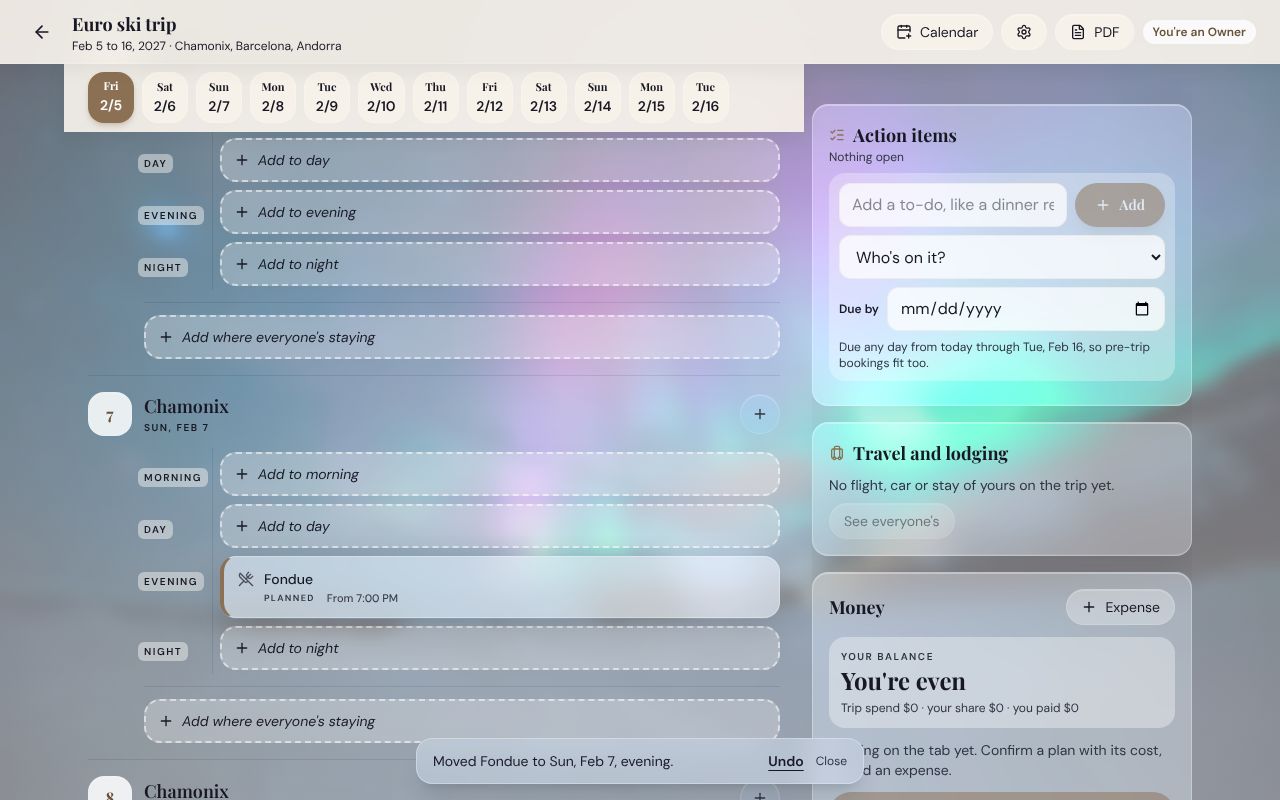 Euro ski trip
Feb 5 to 16, 2027 · Chamonix, Barcelona, Andorra
Calendar
PDF
You're an Owner
Fri 2/5
Sat 2/6
Sun 2/7
Mon 2/8
Tue 2/9
Wed 2/10
Thu 2/11
Fri 2/12
Sat 2/13
Sun 2/14
Mon 2/15
Tue 2/16
DAY
Add to day
EVENING
Add to evening
NIGHT
Add to night
Add where everyone's staying
7
Chamonix
SUN, FEB 7
MORNING
Add to morning
DAY
Add to day
EVENING
Fondue
PLANNED From 7:00 PM
NIGHT
Add to night
Add where everyone's staying
8
Chamonix
Moved Fondue to Sun, Feb 7, evening.
Undo
Close
Action items
Nothing open
Add a to-do, like a dinner re
Add
Who's on it?
Due by
mm/dd/yyyy
Due any day from today through Tue, Feb 16, so pre-trip
bookings fit too.
Travel and lodging
No flight, car or stay of yours on the trip yet.
See everyone's
Money
Expense
YOUR BALANCE
You're even
Trip spend $0 · your share $0 · you paid $0
on the tab yet. Confirm a plan with its cost,
an expense.